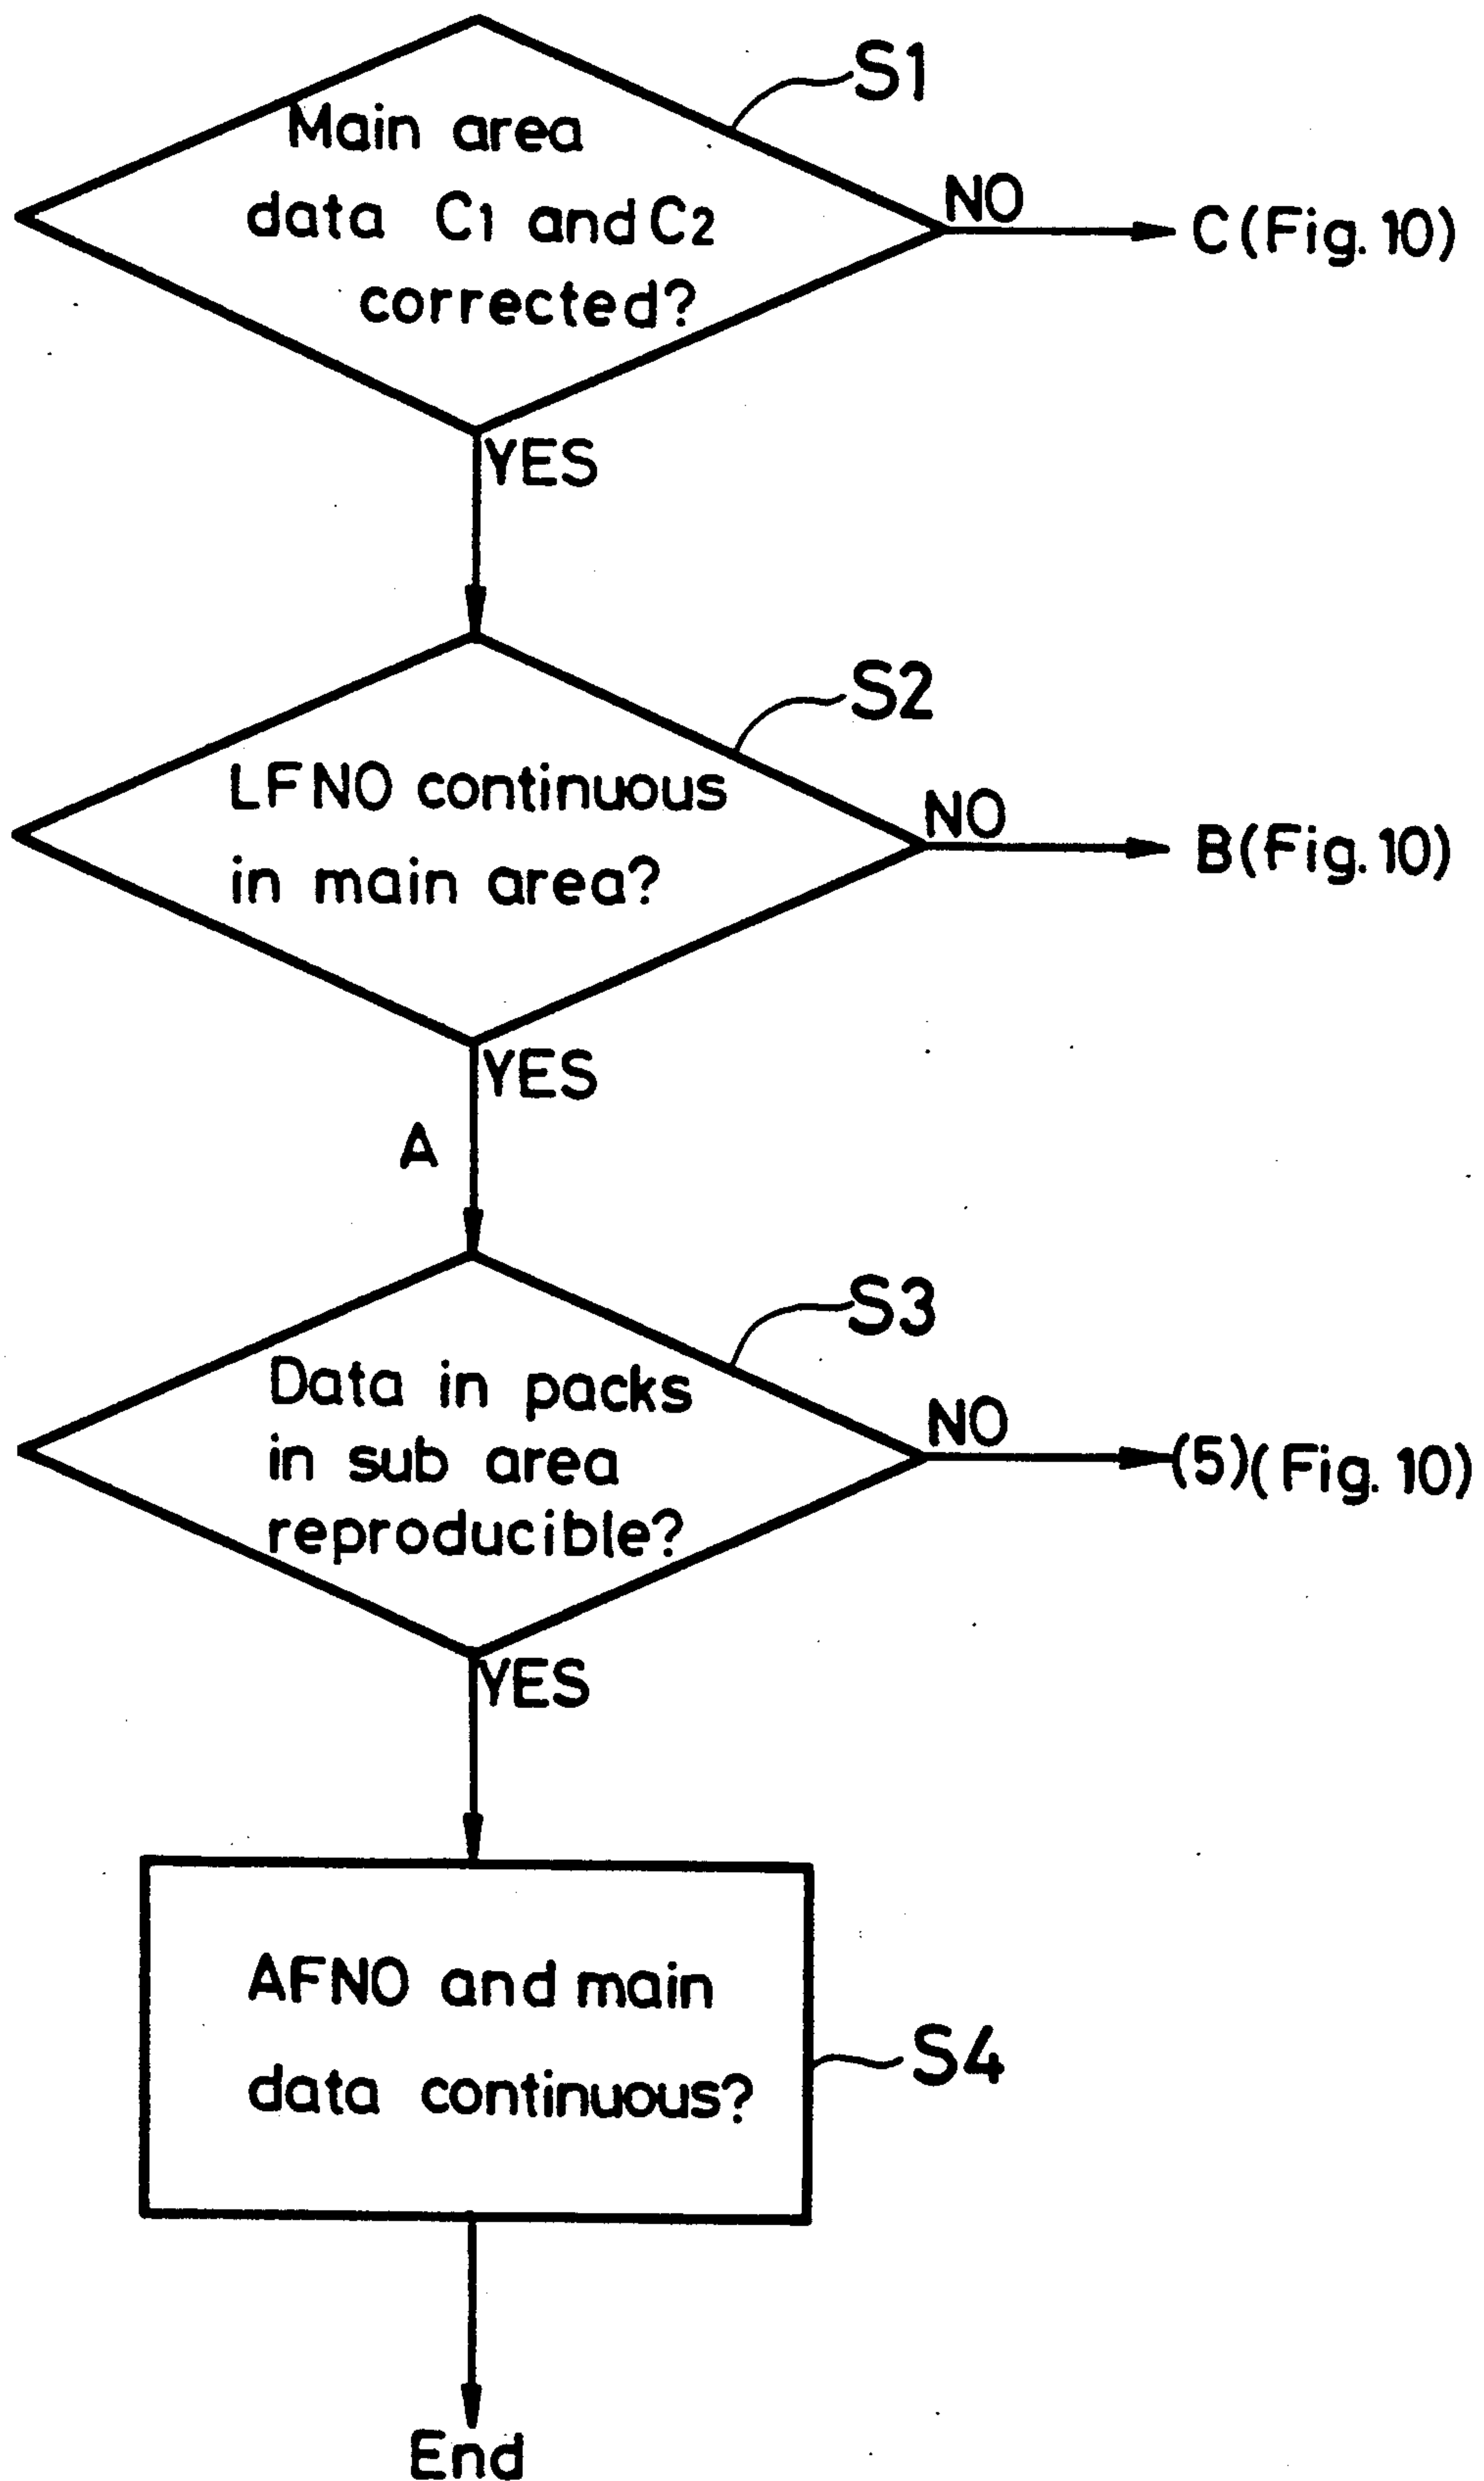 S1
Main area
data C1 and C2
corrected?
NO
C(Fig.10)
YES
S2
LFNO continuous
in main area?
NO
B(Fig.10)
YES
A
S3
Data in packs
in sub area
reproducible?
NO
(5)(Fig.10)
YES
AFNO and main
data continuous?
S4
End